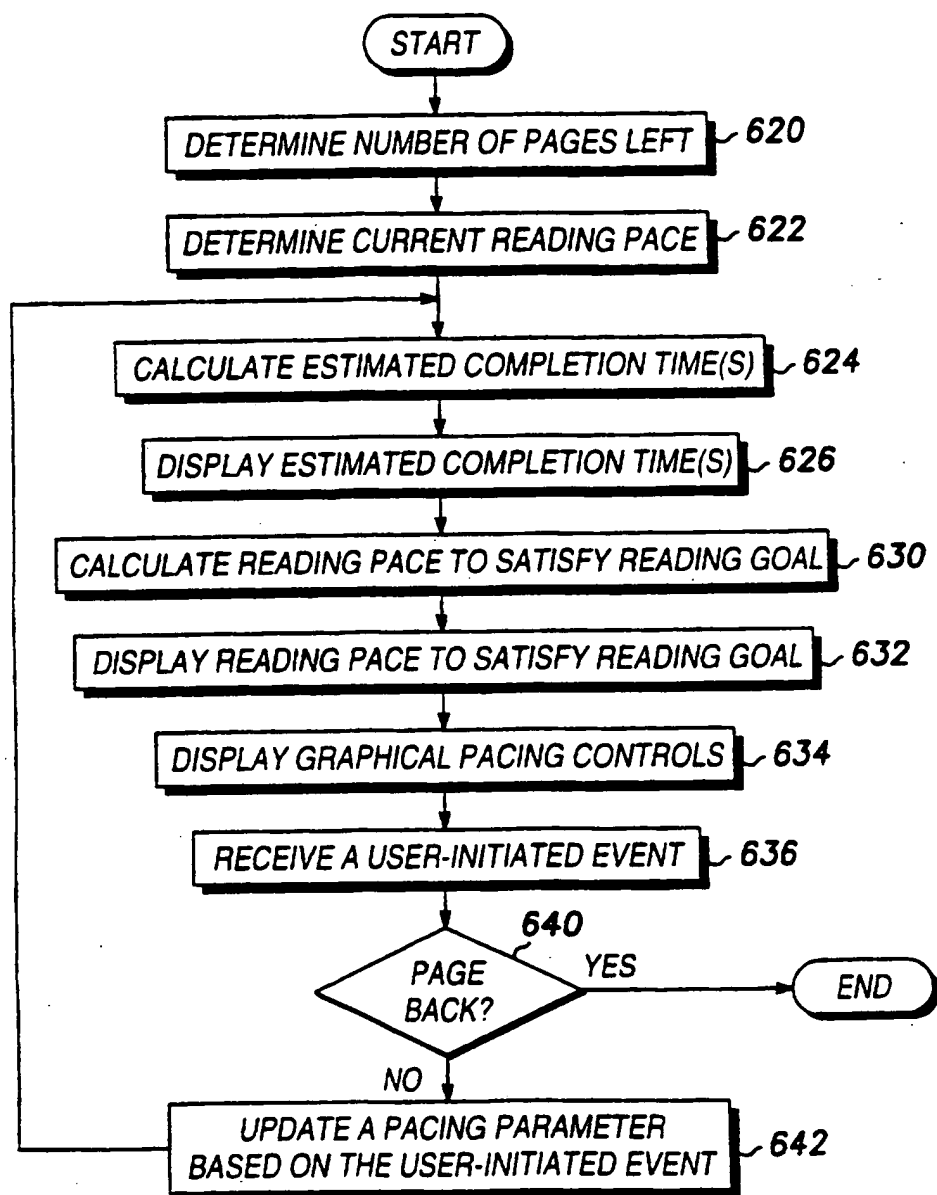 START
DETERMINE NUMBER OF PAGES LEFT 620
DETERMINE CURRENT READING PACE 622
CALCULATE ESTIMATED COMPLETION TIME(S) 624
DISPLAY ESTIMATED COMPLETION TIME(S) 626
CALCULATE READING PACE TO SATISFY READING GOAL 630
DISPLAY READING PACE TO SATISFY READING GOAL 632
DISPLAY GRAPHICAL PACING CONTROLS 634
RECEIVE A USER-INITIATED EVENT 636
640
PAGE
BACK?
YES
END
NO
UPDATE A PACING PARAMETER
BASED ON THE USER-INITIATED EVENT 642